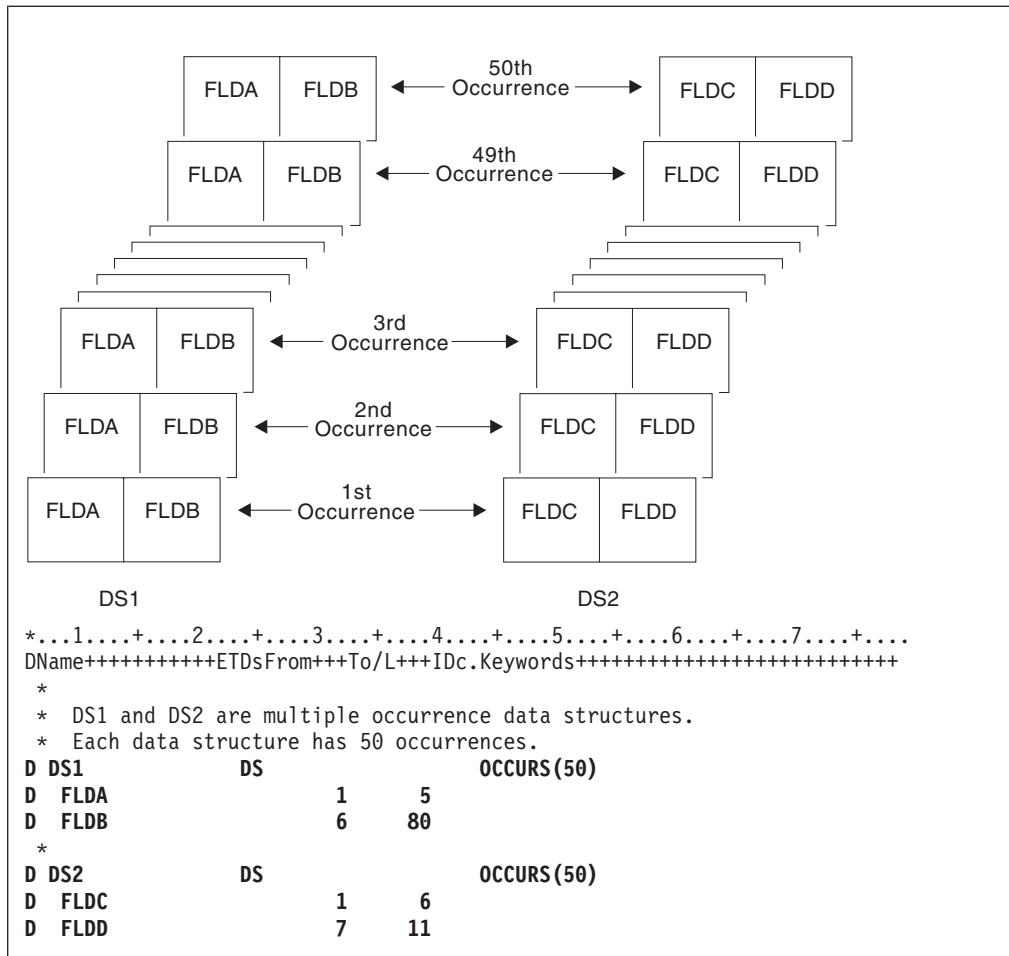 50th
FLDA FLDB Occurrence FLDC FLDD
49th
FLDA FLDB Occurrence FLDC FLDD
3rd
FLDA FLDB Occurrence FLDC FLDD
2nd
FLDA FLDB Occurrence FLDC FLDD
1st
FLDA FLDB Occurrence FLDC FLDD
DS1 DS2
*...1....+....2....+....3....+....4....+....5....+....6....+....7....+....
DName+++++++++++ETDsFrom+++To/L+++IDc.Keywords+++++++++++++++++++++++++++
*
* DS1 and DS2 are multiple occurrence data structures.
* Each data structure has 50 occurrences.
D DS1 DS OCCURS(50)
D FLDA 1 5
D FLDB 6 80
*
D DS2 DS OCCURS(50)
D FLDC 1 6
D FLDD 7 11